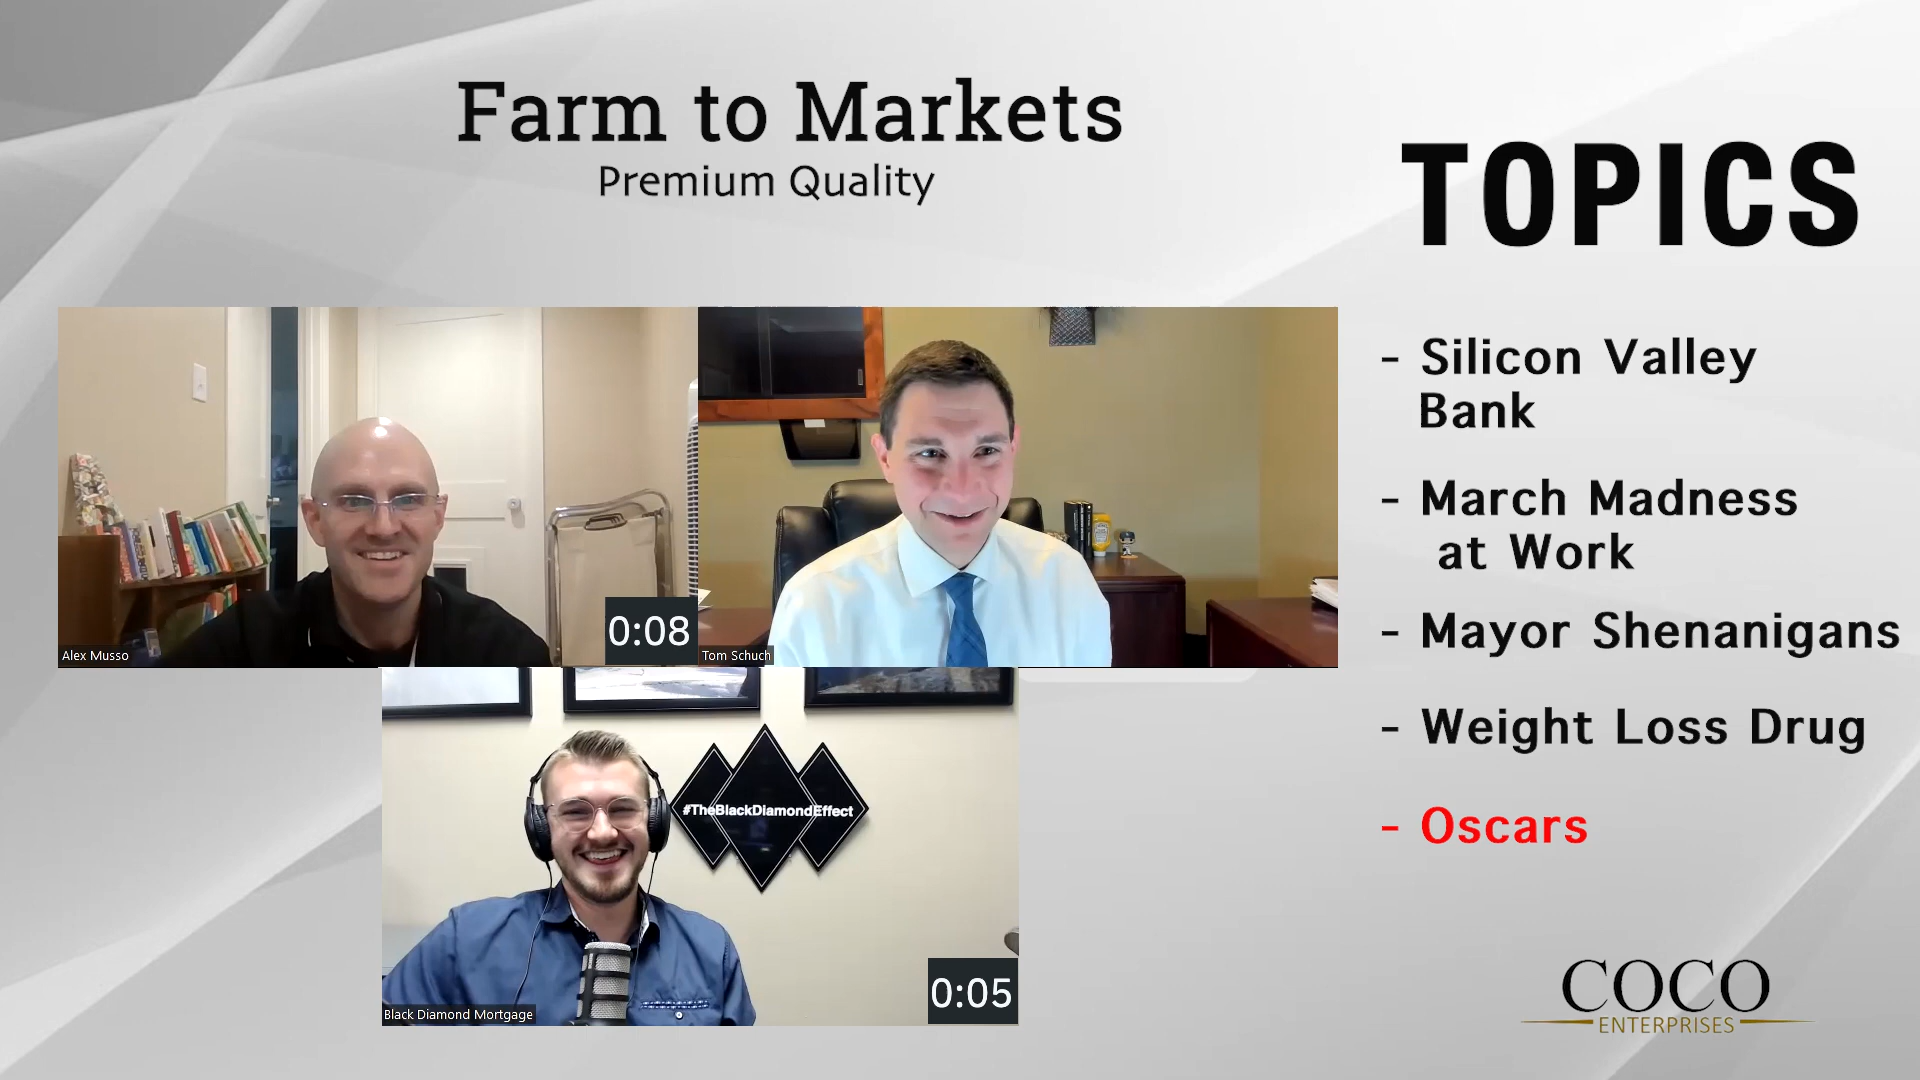 Farm to Markets
Premium Quality
TOPICS
- Silicon Valley
Bank
- March Madness
at Work
- Mayor Shenanigans
- Weight Loss Drug
- Oscars
0:08
Alex Musso
Tom Schuch
#TheBlackDiamondEffect
0:05
Black Diamond Mortgage
COCO
ENTERPRISES